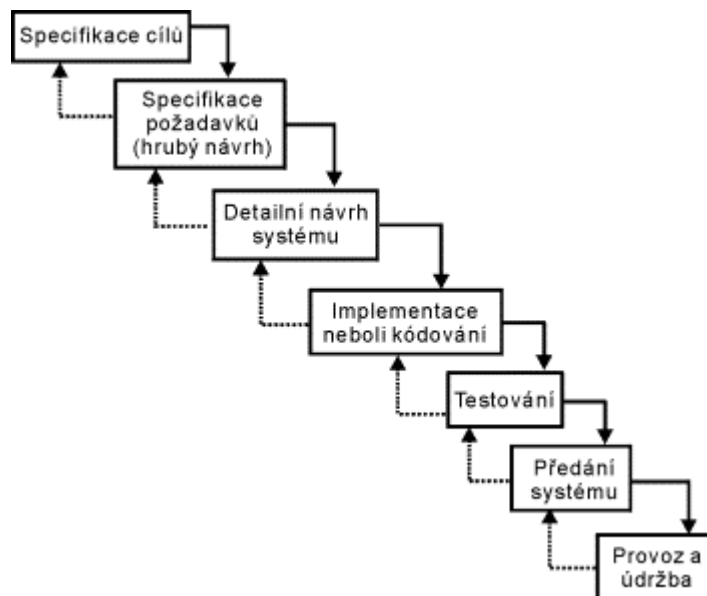 Specifikace cílů
Specifikace
požadavků
(hrubý návrh)
Detailní návrh
systému
Implementace
neboli kódování
Testování
Předání
systému
Provoz a
údržba